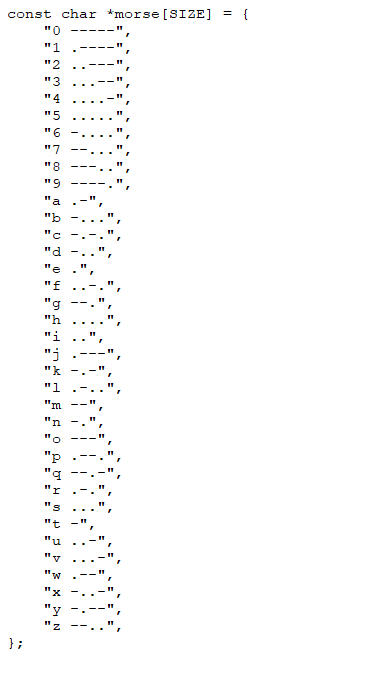 const char *morse[SIZE] = {
    "0 -----",
    "1 .----",
    "2 ..---",
    "3 ...--",
    "4 ....-",
    "5 .....",
    "6 -....",
    "7 --...",
    "8 ---..",
    "9 ----.",
    "a .-",
    "b -...",
    "c -.-.",
    "d -..",
    "e .",
    "f ..-.",
    "g --.",
    "h ....",
    "i ..",
    "j .---",
    "k -.-",
    "l .-..",
    "m --",
    "n -.",
    "o ---",
    "p .--.",
    "q --.-",
    "r .-.",
    "s ...",
    "t -",
    "u ..-",
    "v ...-",
    "w .--",
    "x -..-",
    "y -.--",
    "z --..",
};